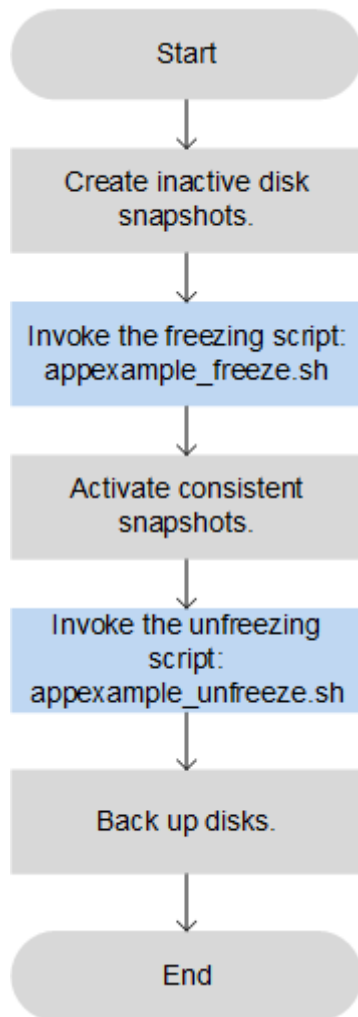 Start
Create inactive disk
snapshots.
Invoke the freezing script:
appexample_freeze.sh
Activate consistent
snapshots.
Invoke the unfreezing
script:
appexample_unfreeze.sh
Back up disks.
End